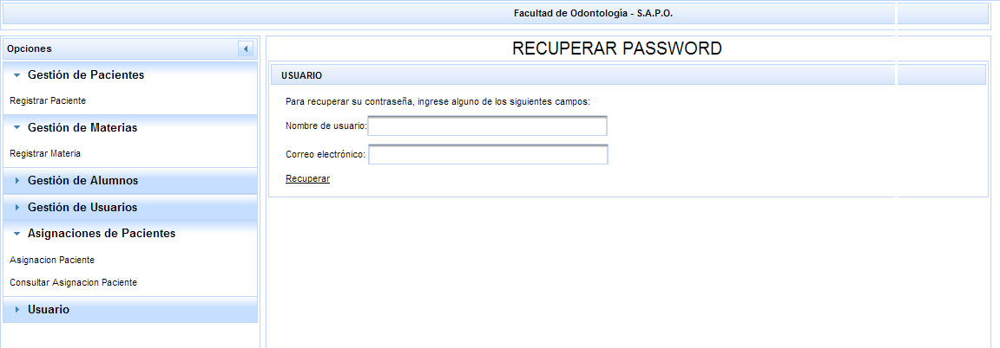 Facultad de Odontología - S.A.P.O.
Opciones
Gestión de Pacientes
Registrar Paciente
Gestión de Materias
Registrar Materia
Gestión de Alumnos
Gestión de Usuarios
Asignaciones de Pacientes
Asignacion Paciente
Consultar Asignacion Paciente
Usuario
RECUPERAR PASSWORD
USUARIO
Para recuperar su contraseña, ingrese alguno de los siguientes campos:
Nombre de usuario:
Correo electrónico:
Recuperar